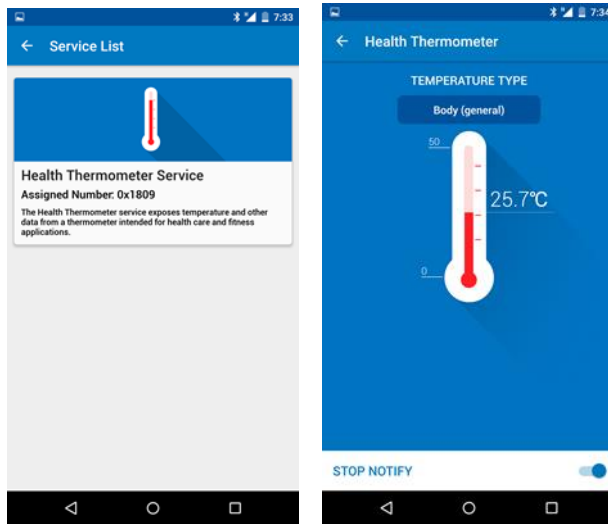 7:33
Service List
Health Thermometer Service
Assigned Number: 0x1809
The Health Thermometer service exposes temperature and other
data from a thermometer intended for health care and fitness
applications.
7:34
Health Thermometer
TEMPERATURE TYPE
Body (general)
50
25.7°C
0
STOP NOTIFY